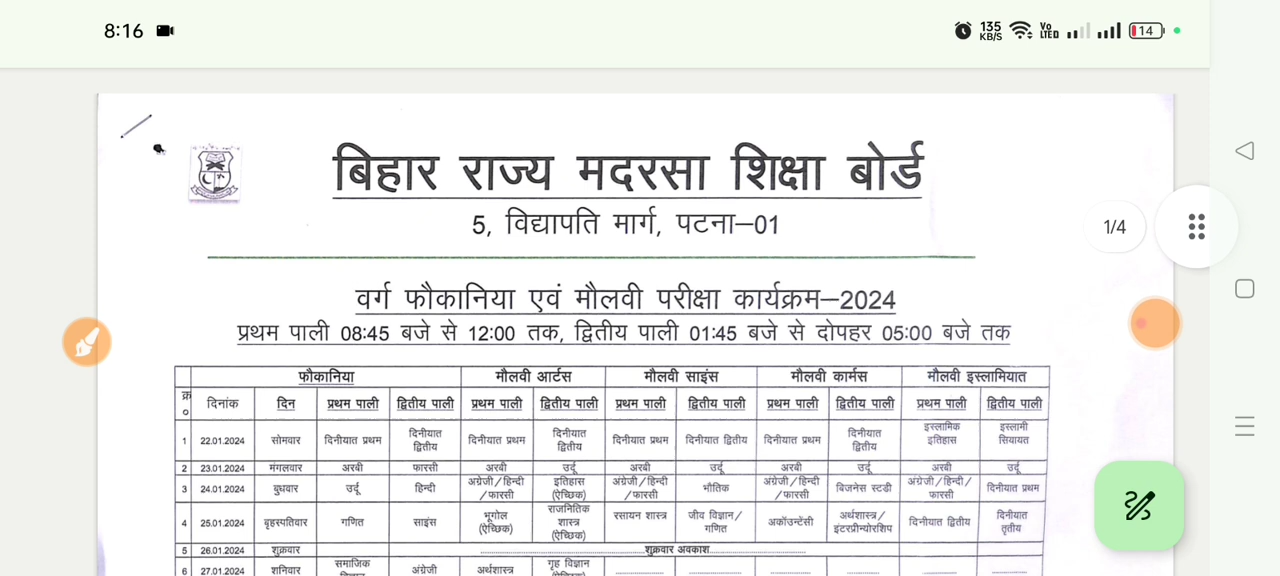 8:16
135 KB/S Vo LTED 14
बिहार राज्य मदरसा शिक्षा बोर्ड
5, विद्यापति मार्ग, पटना–01
1/4
वर्ग फौकानिया एवं मौलवी परीक्षा कार्यक्रम–2024
प्रथम पाली 08:45 बजे से 12:00 तक, द्वितीय पाली 01:45 बजे से दोपहर 05:00 बजे तक
फौकानिया मौलवी आर्टस मौलवी साइंस मौलवी कार्मस मौलवी इस्लामियात
क्र० दिनांक दिन प्रथम पाली द्वितीय पाली प्रथम पाली द्वितीय पाली प्रथम पाली द्वितीय पाली प्रथम पाली द्वितीय पाली प्रथम पाली द्वितीय पाली
1 22.01.2024 सोमवार दिनीयात प्रथम दिनीयात द्वितीय दिनीयात प्रथम दिनीयात द्वितीय दिनीयात प्रथम दिनीयात द्वितीय दिनीयात प्रथम दिनीयात द्वितीय इस्लामिक इतिहास इस्लामी सियायत
2 23.01.2024 मंगलवार अरबी फारसी अरबी उर्दू अरबी उर्दू अरबी उर्दू अरबी उर्दू
3 24.01.2024 बुधवार उर्दू हिन्दी अंग्रेजी/हिन्दी/फारसी इतिहास (ऐच्छिक) अंग्रेजी/हिन्दी/फारसी भौतिक अंग्रेजी/हिन्दी/फारसी बिजनेस स्टडी अंग्रेजी/हिन्दी/फारसी दिनीयात प्रथम
4 25.01.2024 वृहस्पतिवार गणित साइंस भूगोल (ऐच्छिक) राजनितिक शास्त्र (ऐच्छिक) रसायन शास्त्र जीव विज्ञान/गणित अकॉउन्टेंसी अर्थशास्त्र/इंटरप्रीन्योरशिप दिनीयात द्वितीय दिनीयात तृतीय
5 26.01.2024 शुक्रवार शुक्रवार अवकाश
6 27.01.2024 शनिवार समाजिक अंग्रेजी अर्थशास्त्र गृह विज्ञान